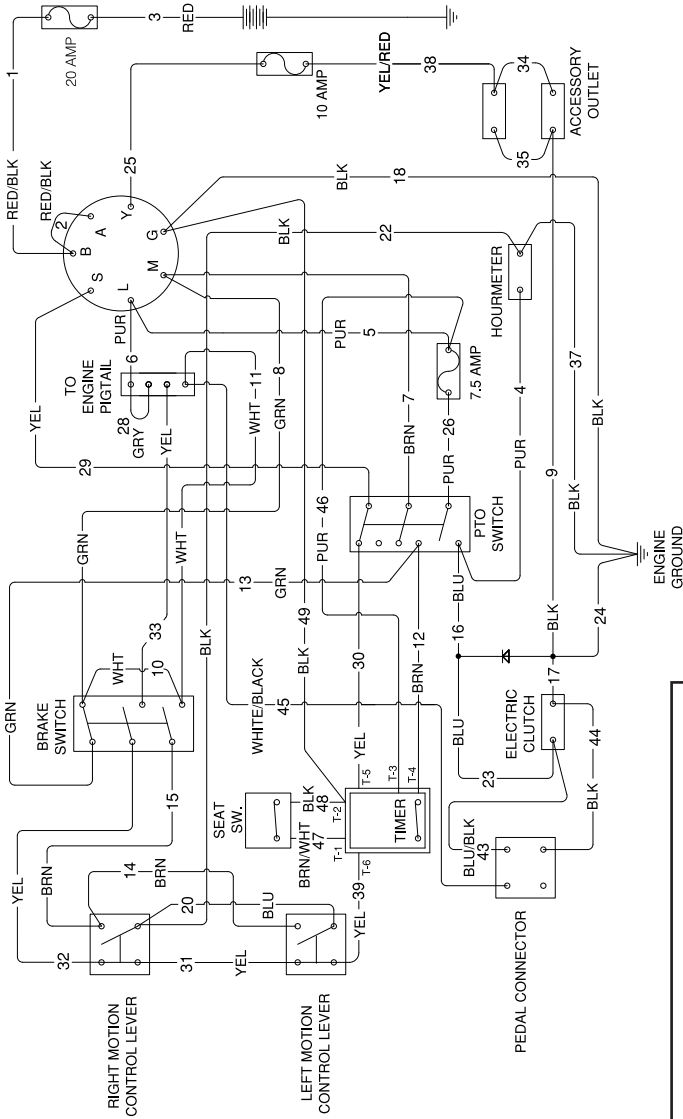 1
RED/BLK
20 AMP
3
RED
RED/BLK
2
B
A
S
Y
L
G
M
25
10 AMP
YEL/RED
38
34
35
ACCESSORY
OUTLET
BLK
18
BLK
22
HOURMETER
PUR
6
TO
ENGINE
PIGTAIL
28
GRY
YEL
WHT
11
GRN
8
PUR
5
7.5 AMP
YEL
29
BRN
7
PUR
26
PUR
4
37
BLK
BLK
9
PUR
46
PTO
SWITCH
GRN
WHT
13
GRN
BLU
16
BLK
24
ENGINE
GROUND
GRN
BRAKE
SWITCH
WHT
10
33
BLK
WHITE/BLACK
45
BLK
49
30
YEL
BRN
12
BLU
23
17
ELECTRIC
CLUTCH
44
BLK
15
SEAT
SW.
BLK
48
BRN/WHT
47
T-1
T-2
T-3
T-4
T-5
T-6
TIMER
BLU/BLK
43
PEDAL CONNECTOR
YEL
BRN
14
BRN
20
BLU
39
YEL
32
31
YEL
RIGHT MOTION
CONTROL LEVER
LEFT MOTION
CONTROL LEVER